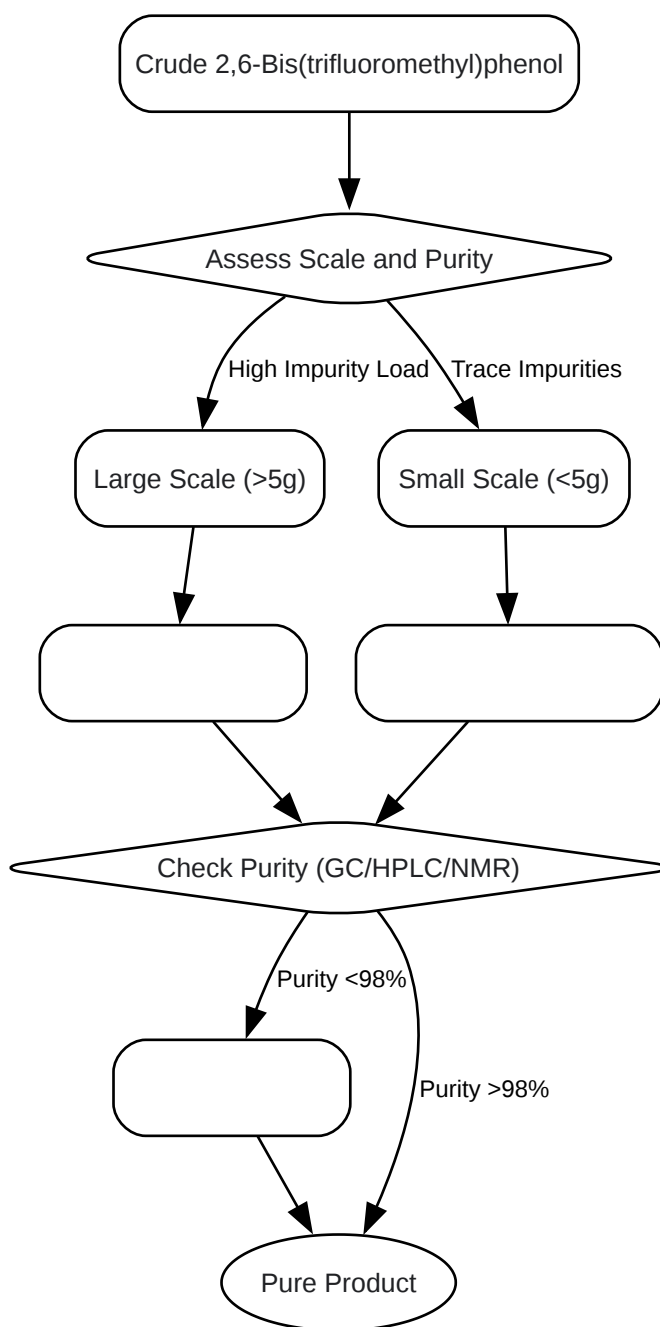 Crude 2,6-Bis(trifluoromethyl)phenol
Assess Scale and Purity
High Impurity Load
Trace Impurities
Large Scale (>5g)
Small Scale (<5g)
Check Purity (GC/HPLC/NMR)
Purity <98%
Purity >98%
Pure Product